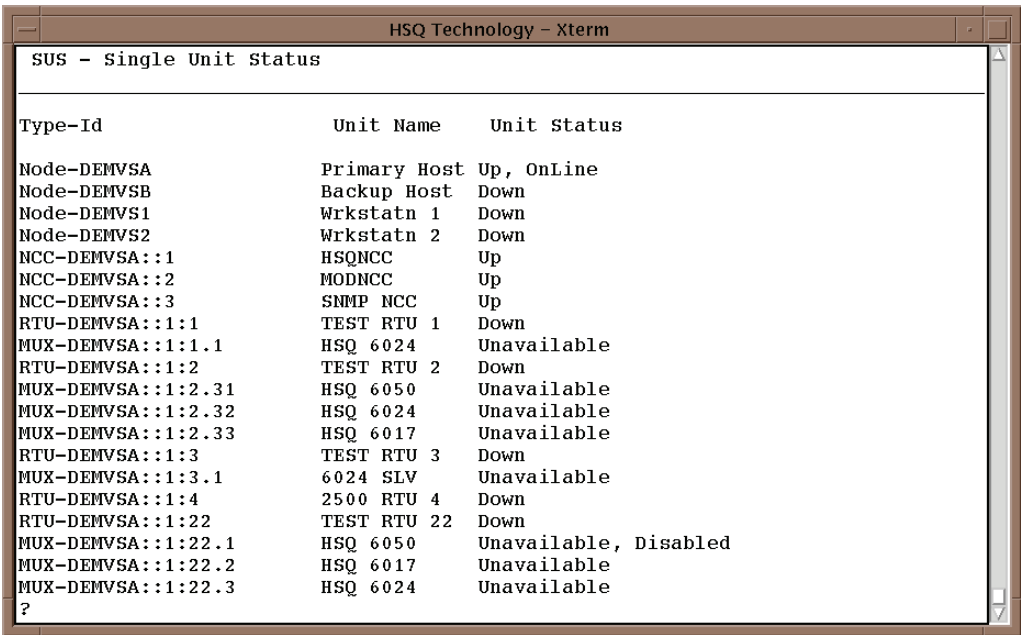 HSQ Technology – Xterm
SUS – Single Unit Status
Type-Id Unit Name Unit Status
Node-DEMVSA Primary Host Up, OnLine
Node-DEMVSB Backup Host Down
Node-DEMVS1 Wrkstatn 1 Down
Node-DEMVS2 Wrkstatn 2 Down
NCC-DEMVSA::1 HSQNCC Up
NCC-DEMVSA::2 MODNCC Up
NCC-DEMVSA::3 SNMP NCC Up
RTU-DEMVSA::1:1 TEST RTU 1 Down
MUX-DEMVSA::1:1.1 HSQ 6024 Unavailable
RTU-DEMVSA::1:2 TEST RTU 2 Down
MUX-DEMVSA::1:2.31 HSQ 6050 Unavailable
MUX-DEMVSA::1:2.32 HSQ 6024 Unavailable
MUX-DEMVSA::1:2.33 HSQ 6017 Unavailable
RTU-DEMVSA::1:3 TEST RTU 3 Down
MUX-DEMVSA::1:3.1 6024 SLV Unavailable
RTU-DEMVSA::1:4 2500 RTU 4 Down
RTU-DEMVSA::1:22 TEST RTU 22 Down
MUX-DEMVSA::1:22.1 HSQ 6050 Unavailable, Disabled
MUX-DEMVSA::1:22.2 HSQ 6017 Unavailable
MUX-DEMVSA::1:22.3 HSQ 6024 Unavailable
?